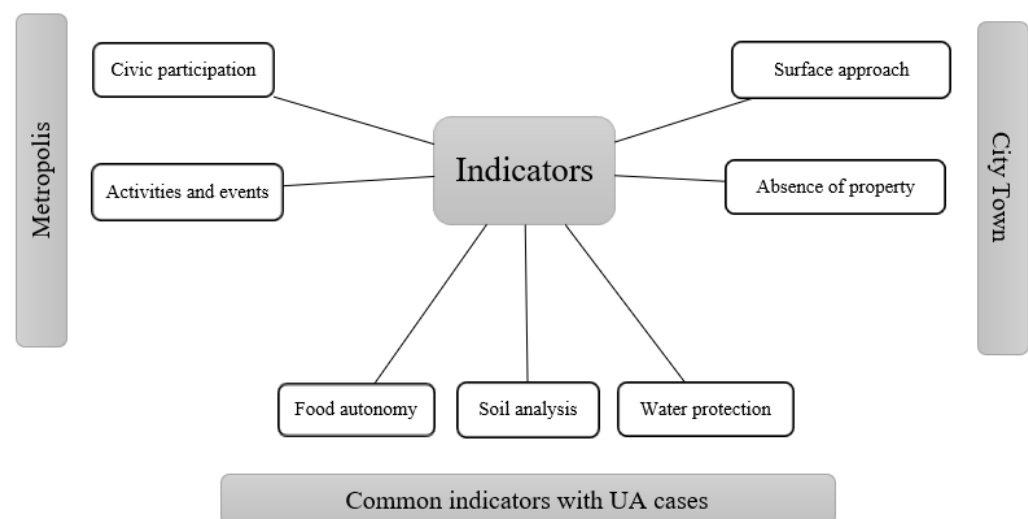 Metropolis
Civic participation
Activities and events
Indicators
Surface approach
Absence of property
City Town
Food autonomy
Soil analysis
Water protection
Common indicators with UA cases